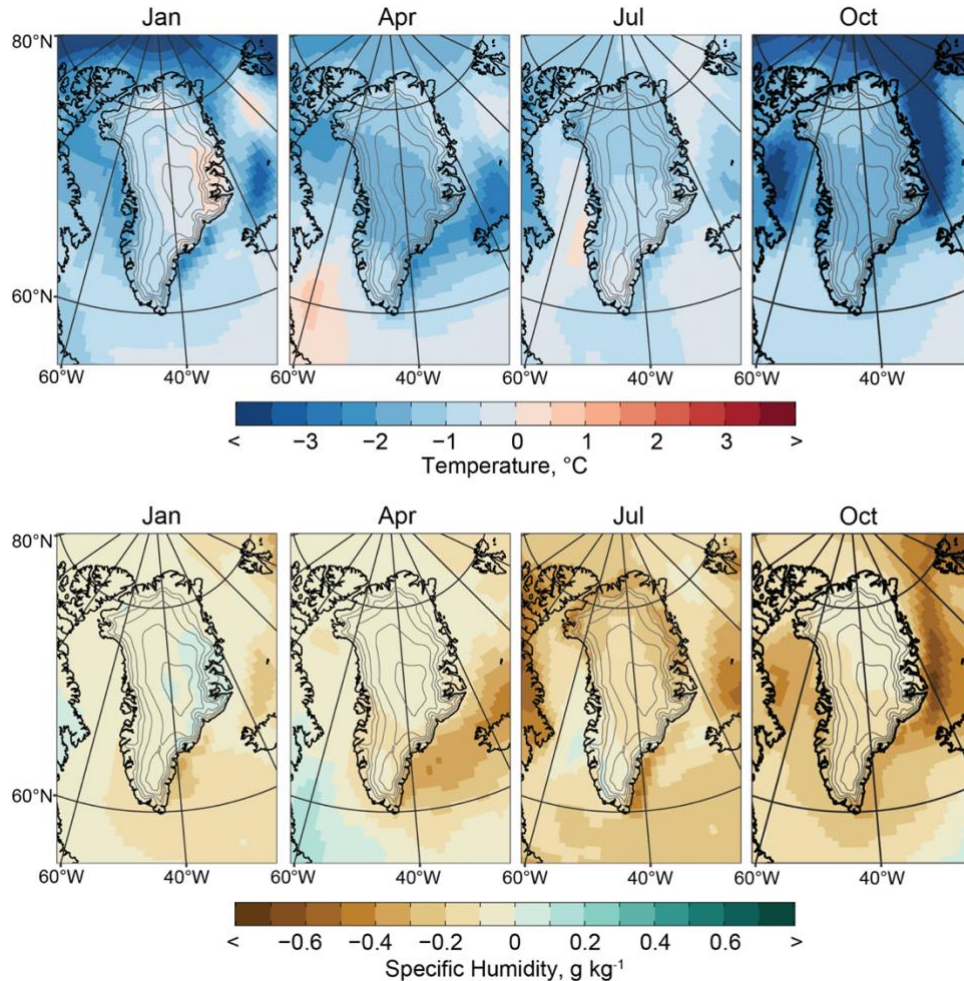 Jan Apr Jul Oct
80°N
60°N
60°W 40°W 60°W 40°W 60°W 40°W 60°W 40°W
< −3 −2 −1 0 1 2 3 >
Temperature, °C
Jan Apr Jul Oct
80°N
60°N
60°W 40°W 60°W 40°W 60°W 40°W 60°W 40°W
< −0.6 −0.4 −0.2 0 0.2 0.4 0.6 >
Specific Humidity, g kg⁻¹